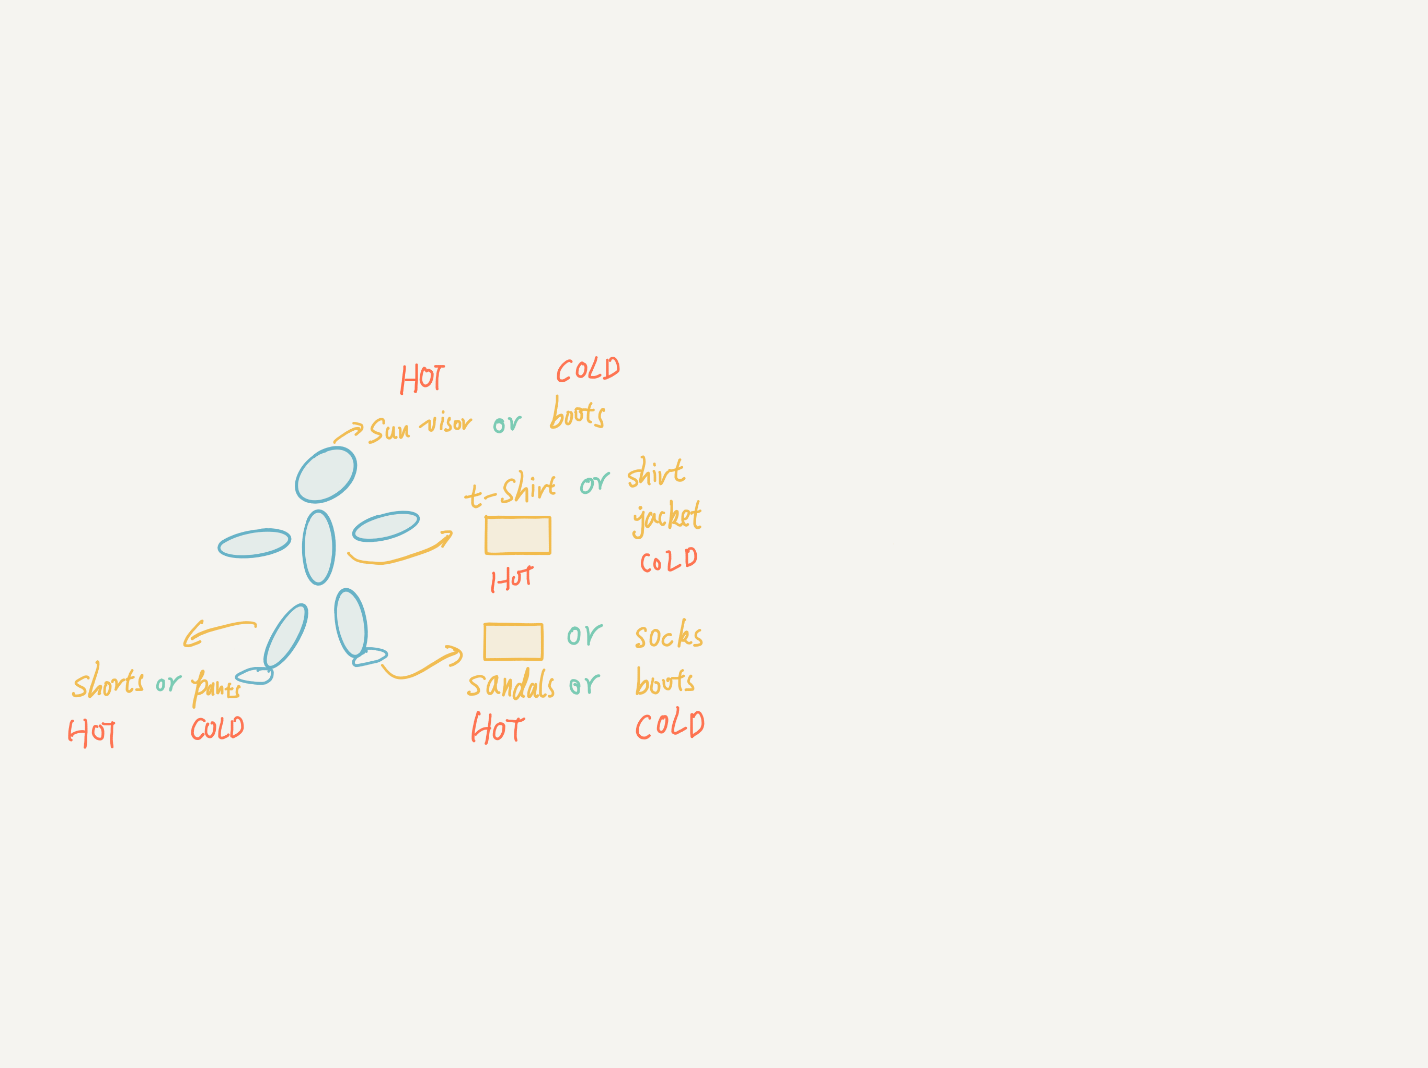 HOT COLD
Sun visor or boots
t-shirt or shirt
jacket
HOT COLD
or socks
shorts or pants
sandals or boots
HOT COLD
HOT COLD